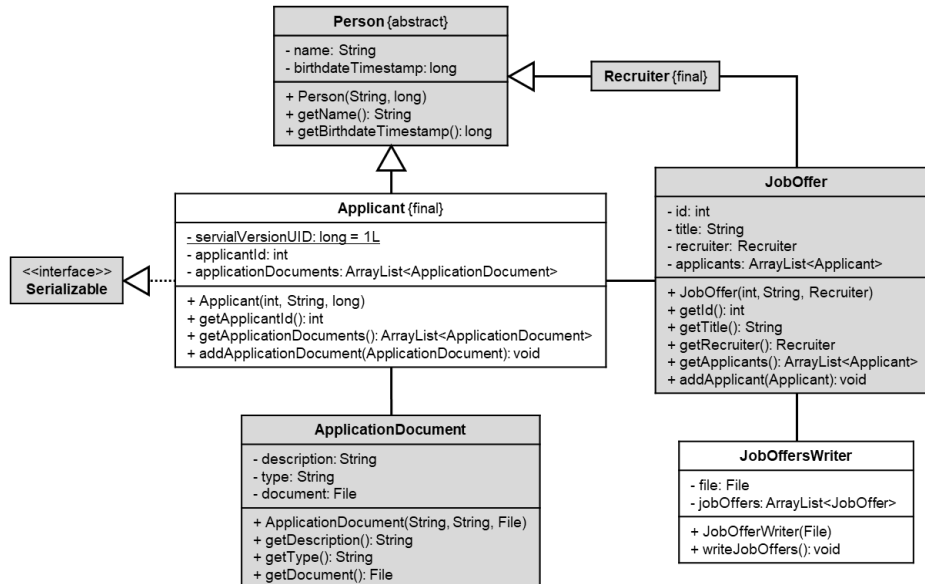 Person {abstract}
- name: String
- birthdateTimestamp: long
+ Person(String, long)
+ getName(): String
+ getBirthdateTimestamp(): long
Recruiter {final}
Applicant {final}
- servialVersionUID: long = 1L
- applicantId: int
- applicationDocuments: ArrayList<ApplicationDocument>
+ Applicant(int, String, long)
+ getApplicantId(): int
+ getApplicationDocuments(): ArrayList<ApplicationDocument>
+ addApplicationDocument(ApplicationDocument): void
<<interface>>
Serializable
JobOffer
- id: int
- title: String
- recruiter: Recruiter
- applicants: ArrayList<Applicant>
+ JobOffer(int, String, Recruiter)
+ getId(): int
+ getTitle(): String
+ getRecruiter(): Recruiter
+ getApplicants(): ArrayList<Applicant>
+ addApplicant(Applicant): void
ApplicationDocument
- description: String
- type: String
- document: File
+ ApplicationDocument(String, String, File)
+ getDescription(): String
+ getType(): String
+ getDocument(): File
JobOffersWriter
- file: File
- jobOffers: ArrayList<JobOffer>
+ JobOfferWriter(File)
+ writeJobOffers(): void